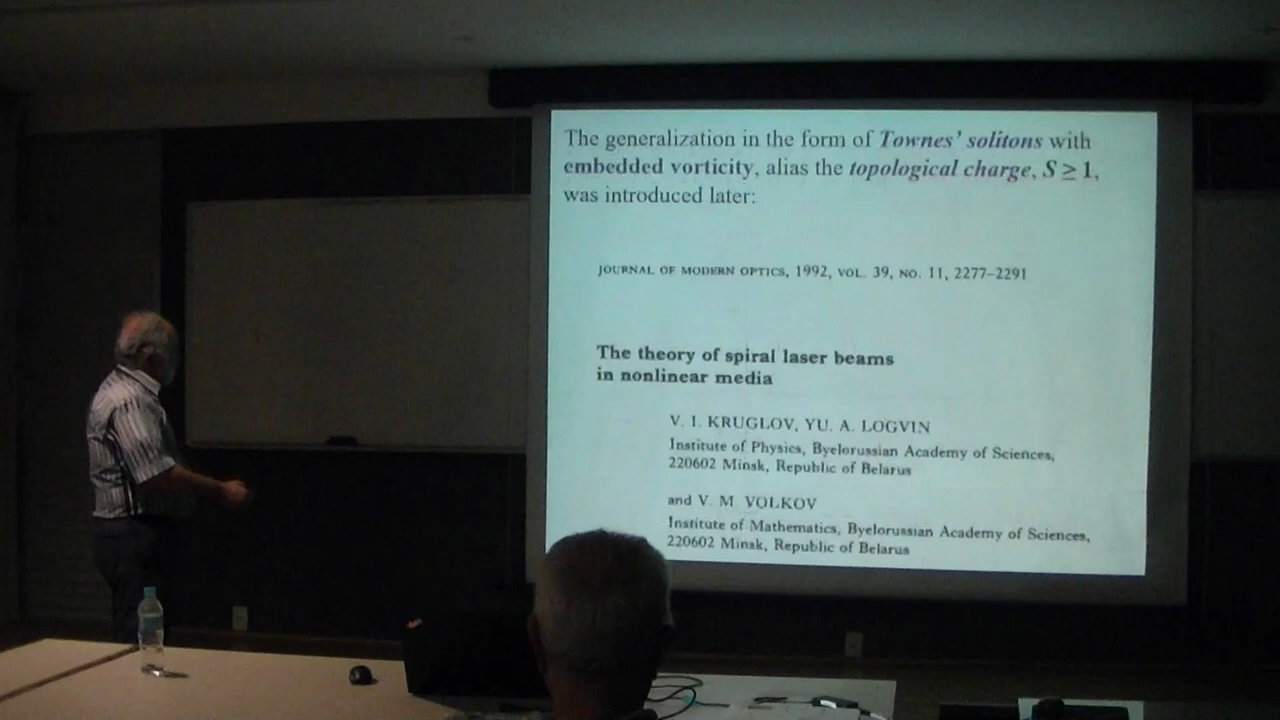 The generalization in the form of Townes' solitons with
embedded vorticity, alias the topological charge, S ≥ 1,
was introduced later:
JOURNAL OF MODERN OPTICS, 1992, VOL. 39, NO. 11, 2277–2291
The theory of spiral laser beams
in nonlinear media
V. I. KRUGLOV, YU. A. LOGVIN
Institute of Physics, Byelorussian Academy of Sciences,
220602 Minsk, Republic of Belarus
and V. M. VOLKOV
Institute of Mathematics, Byelorussian Academy of Sciences,
220602 Minsk, Republic of Belarus